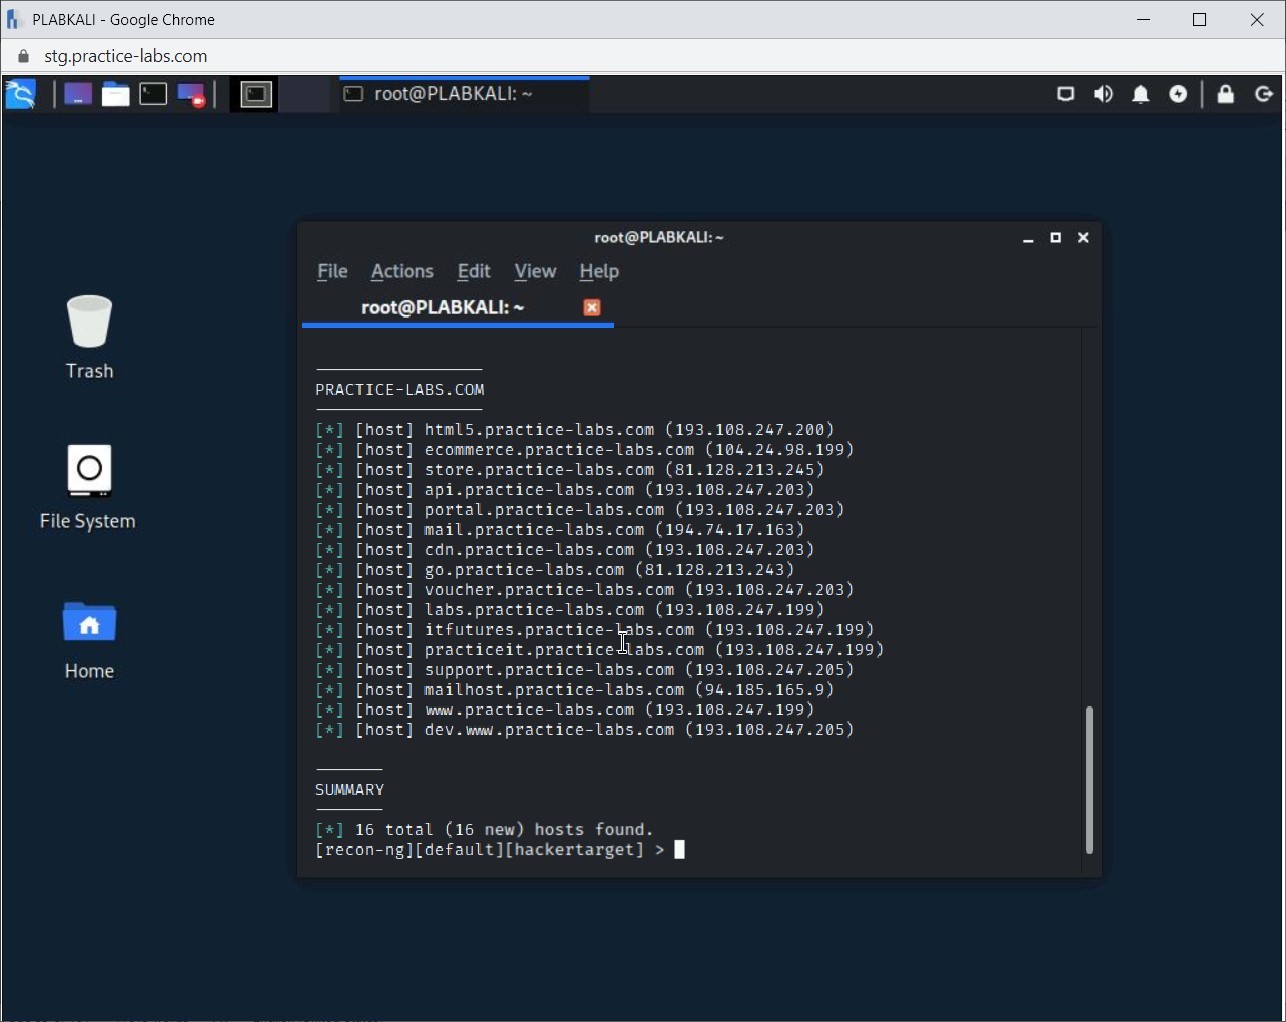 PLABKALI - Google Chrome
stg.practice-labs.com
root@PLABKALI: ~
root@PLABKALI: ~
File Actions Edit View Help
root@PLABKALI: ~
Trash
File System
Home
PRACTICE-LABS.COM
[*] [host] html5.practice-labs.com (193.108.247.200)
[*] [host] ecommerce.practice-labs.com (104.24.98.199)
[*] [host] store.practice-labs.com (81.128.213.245)
[*] [host] api.practice-labs.com (193.108.247.203)
[*] [host] portal.practice-labs.com (193.108.247.203)
[*] [host] mail.practice-labs.com (194.74.17.163)
[*] [host] cdn.practice-labs.com (193.108.247.203)
[*] [host] go.practice-labs.com (81.128.213.243)
[*] [host] voucher.practice-labs.com (193.108.247.203)
[*] [host] labs.practice-labs.com (193.108.247.199)
[*] [host] itfutures.practice-labs.com (193.108.247.199)
[*] [host] practiceit.practice-labs.com (193.108.247.199)
[*] [host] support.practice-labs.com (193.108.247.205)
[*] [host] mailhost.practice-labs.com (94.185.165.9)
[*] [host] www.practice-labs.com (193.108.247.199)
[*] [host] dev.www.practice-labs.com (193.108.247.205)
SUMMARY
[*] 16 total (16 new) hosts found.
[recon-ng][default][hackertarget] >